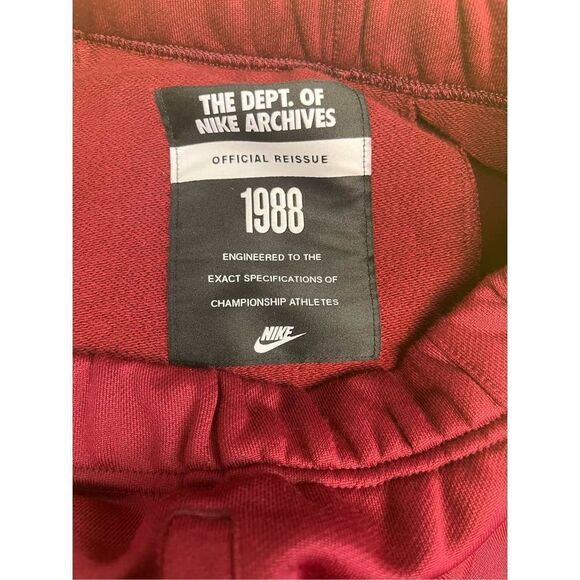 THE DEPT. OF
NIKE ARCHIVES
OFFICIAL REISSUE
1988
ENGINEERED TO THE
EXACT SPECIFICATIONS OF
CHAMPIONSHIP ATHLETES
NIKE